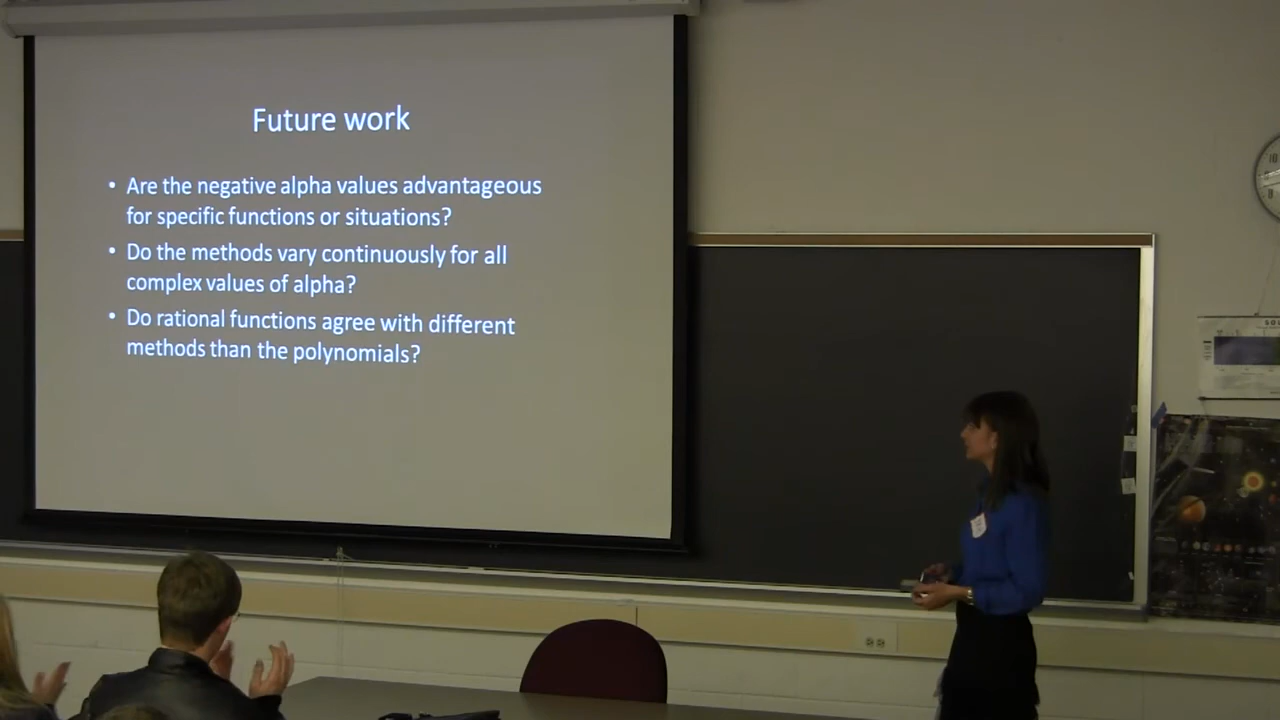 Future work
• Are the negative alpha values advantageous
for specific functions or situations?
• Do the methods vary continuously for all
complex values of alpha?
• Do rational functions agree with different
methods than the polynomials?